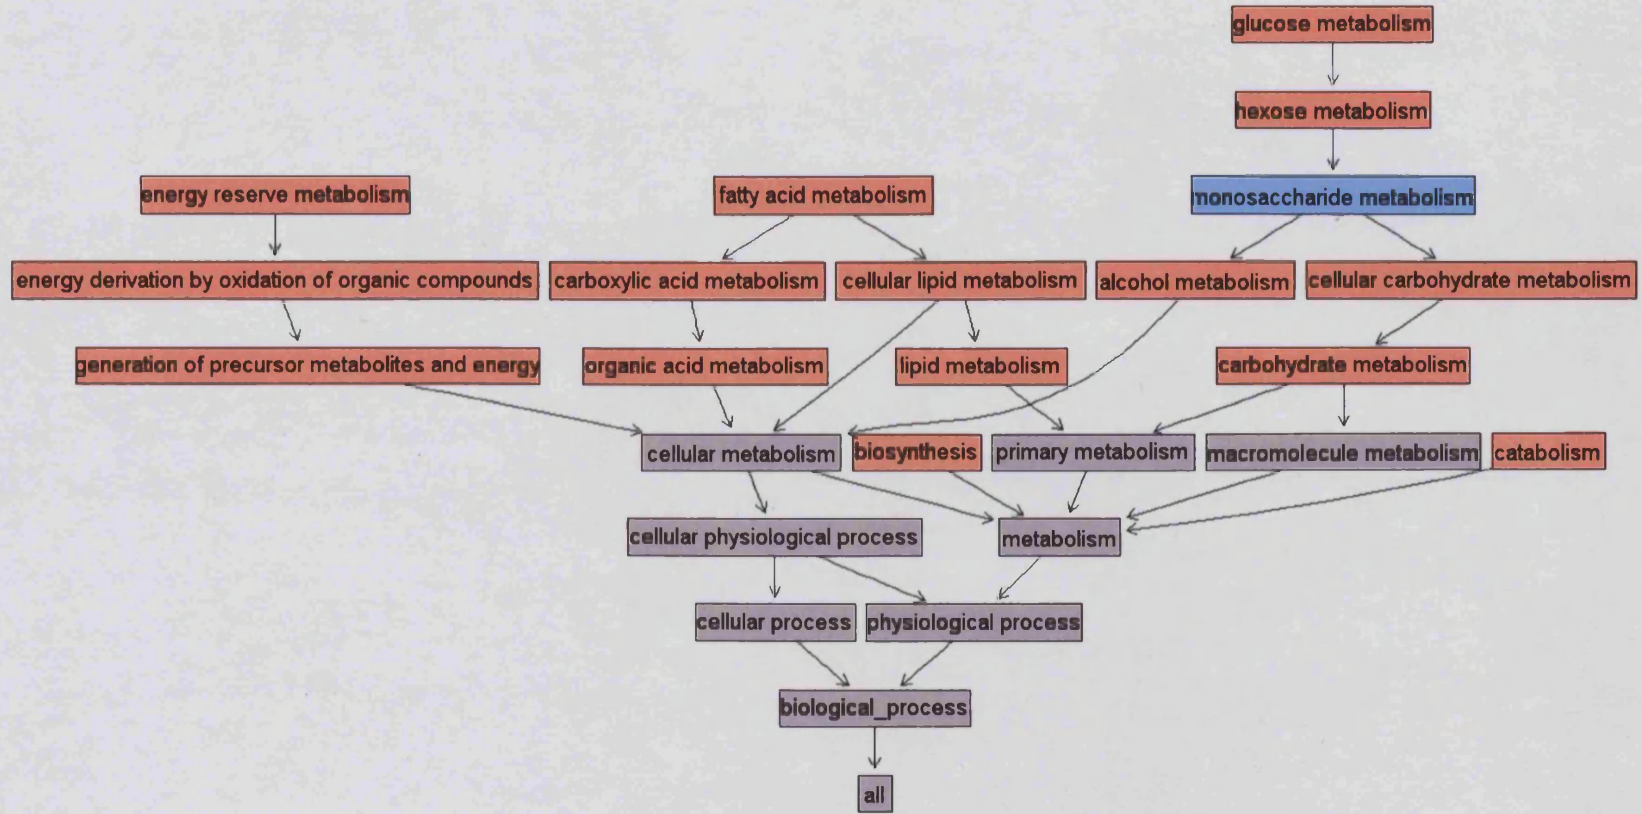 glucose metabolism
hexose metabolism
energy reserve metabolism
fatty acid metabolism
monosaccharide metabolism
energy derivation by oxidation of organic compounds
carboxylic acid metabolism
cellular lipid metabolism
alcohol metabolism
cellular carbohydrate metabolism
generation of precursor metabolites and energy
organic acid metabolism
lipid metabolism
carbohydrate metabolism
cellular metabolism
biosynthesis
primary metabolism
macromolecule metabolism
catabolism
cellular physiological process
metabolism
cellular process
physiological process
biological_process
all